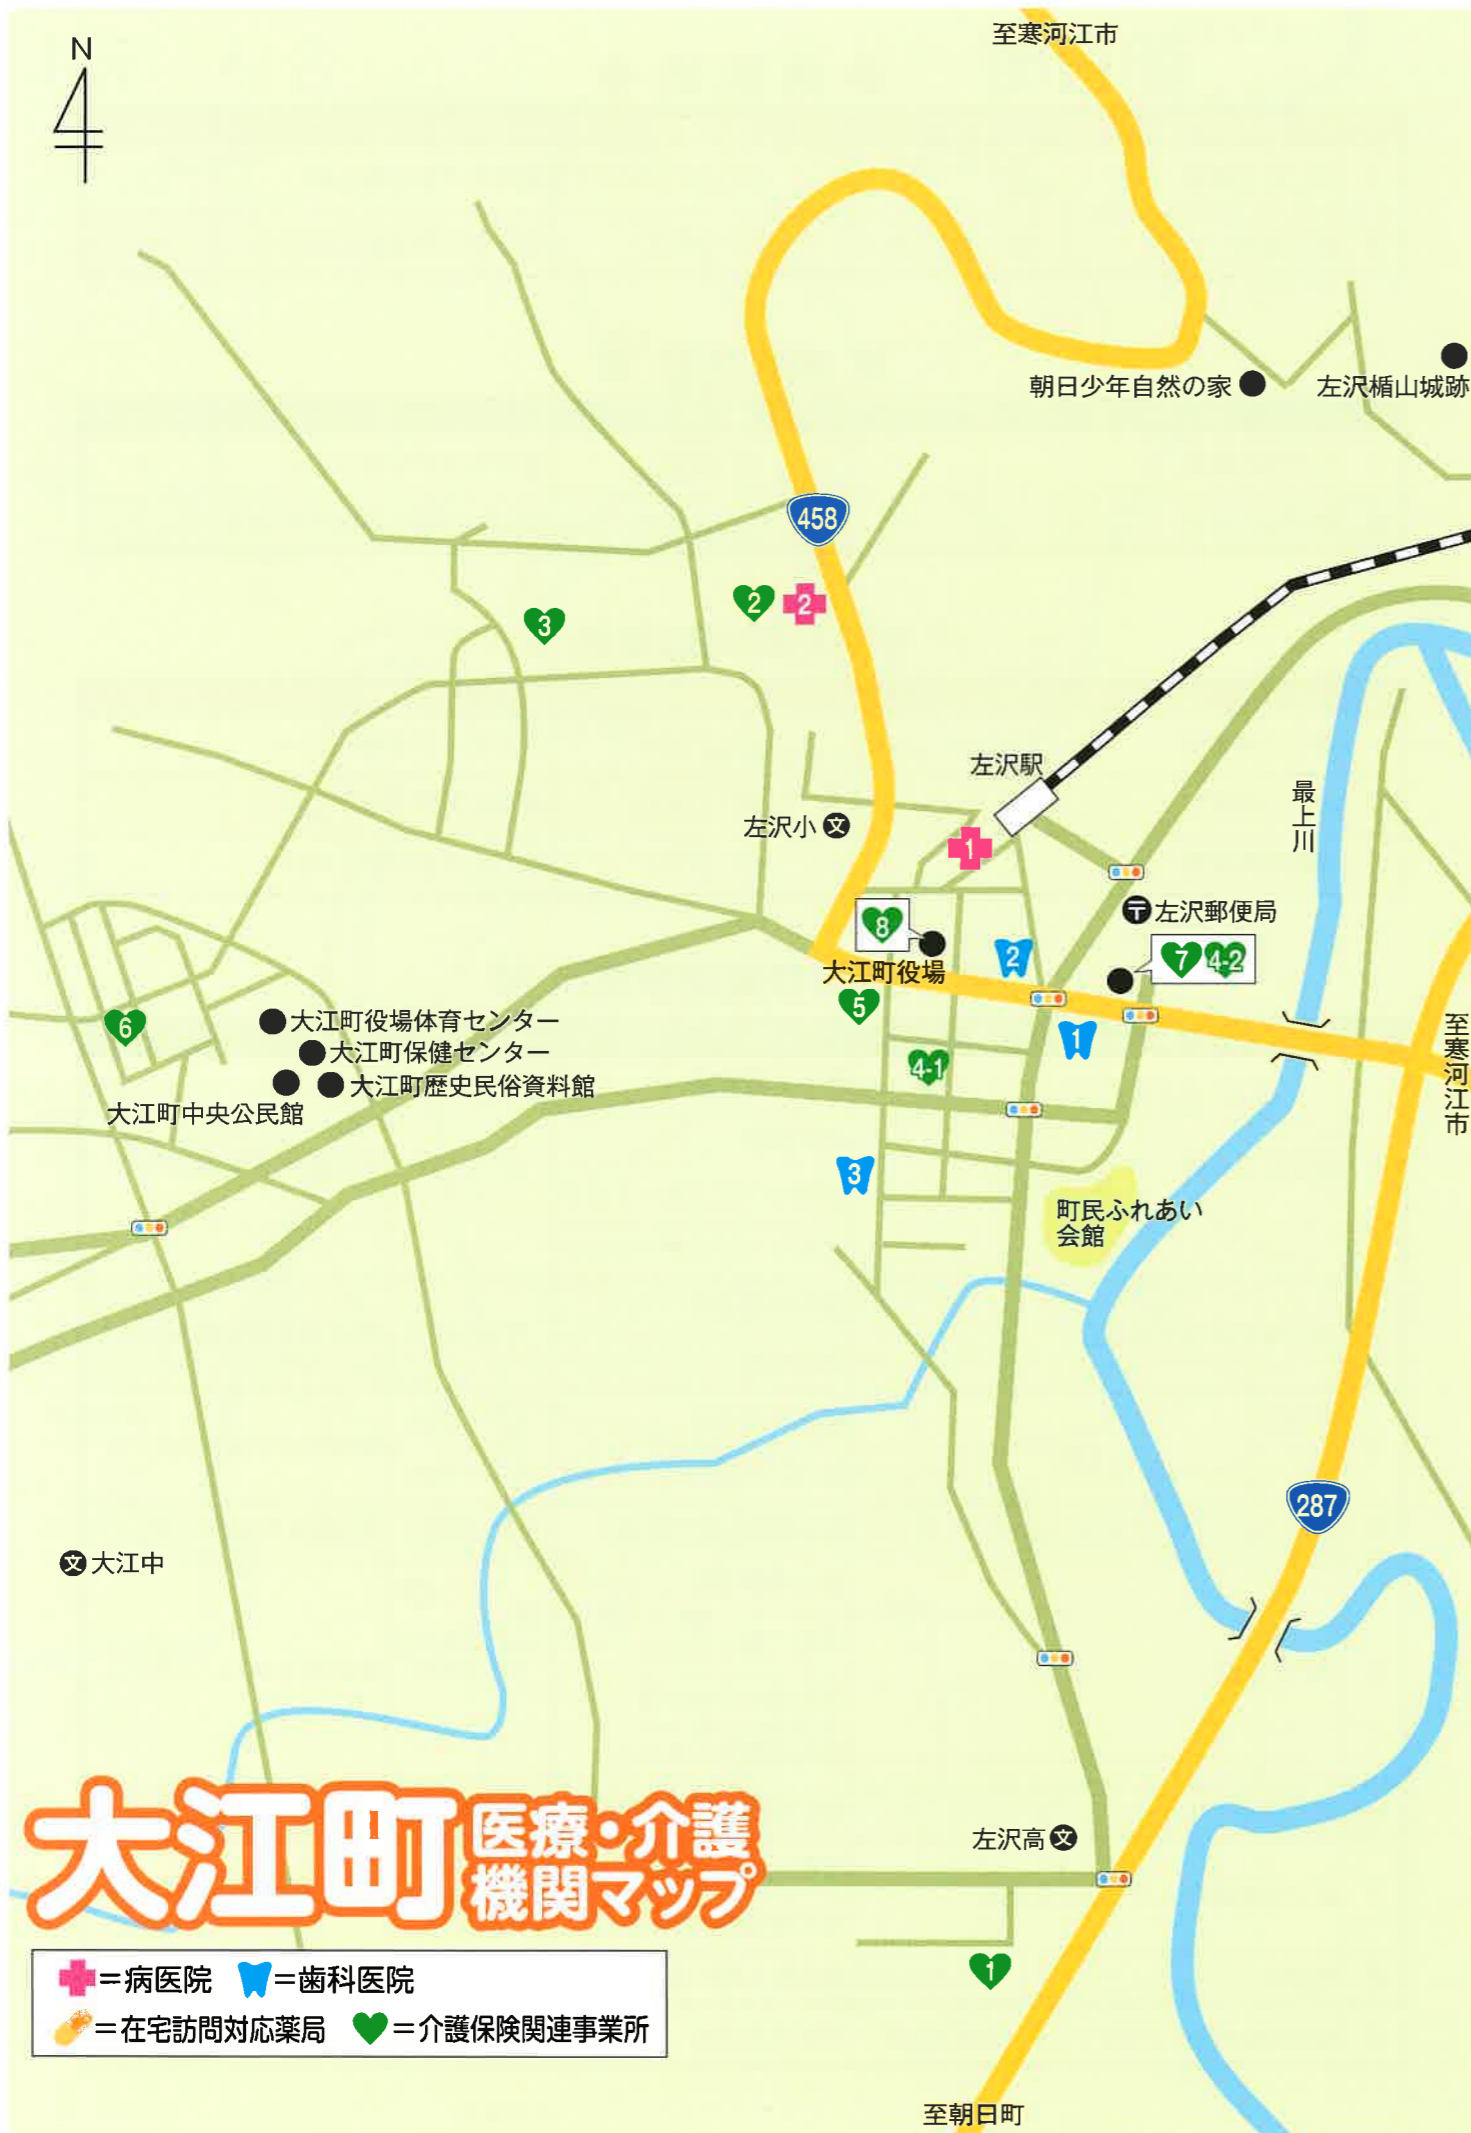 N
至寒河江市
朝日少年自然の家
左沢楯山城跡
458
2
2
3
左沢駅
最上川
左沢小
文
1
〒
左沢郵便局
8
大江町役場
2
7
4-2
5
1
4-1
至寒河江市
6
大江町役場体育センター
大江町保健センター
大江町歴史民俗資料館
大江町中央公民館
3
町民ふれあい
会館
287
文
大江中
左沢高
文
大江町
医療・介護
機関マップ
1
=病医院
=歯科医院
=在宅訪問対応薬局
=介護保険関連事業所
至朝日町